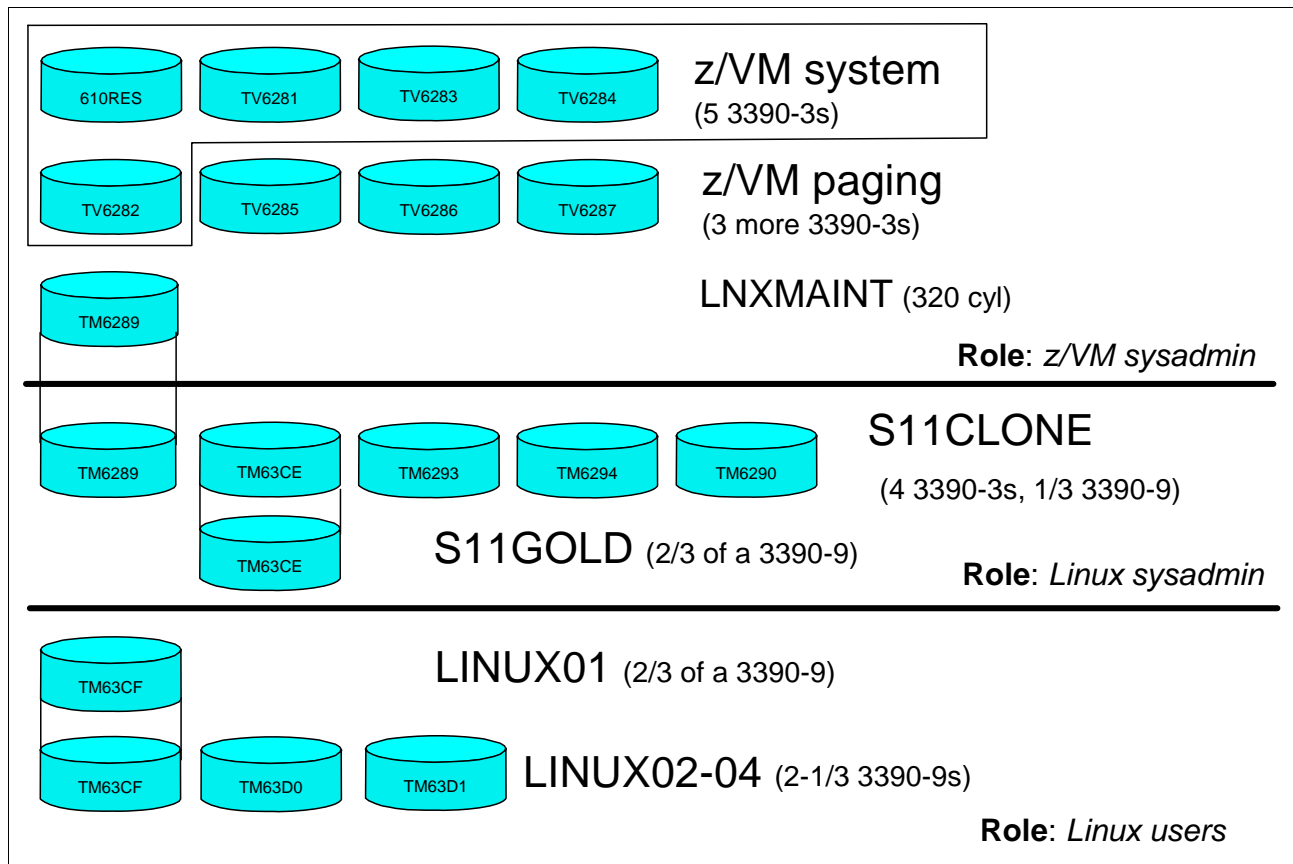 610RES TV6281 TV6283 TV6284 z/VM system
(5 3390-3s)
TV6282 TV6285 TV6286 TV6287 z/VM paging
(3 more 3390-3s)
TM6289 LNXMAINT (320 cyl)
Role: z/VM sysadmin
TM6289 TM63CE TM6293 TM6294 TM6290 S11CLONE
(4 3390-3s, 1/3 3390-9)
TM63CE S11GOLD (2/3 of a 3390-9)
Role: Linux sysadmin
TM63CF LINUX01 (2/3 of a 3390-9)
TM63CF TM63D0 TM63D1 LINUX02-04 (2-1/3 3390-9s)
Role: Linux users